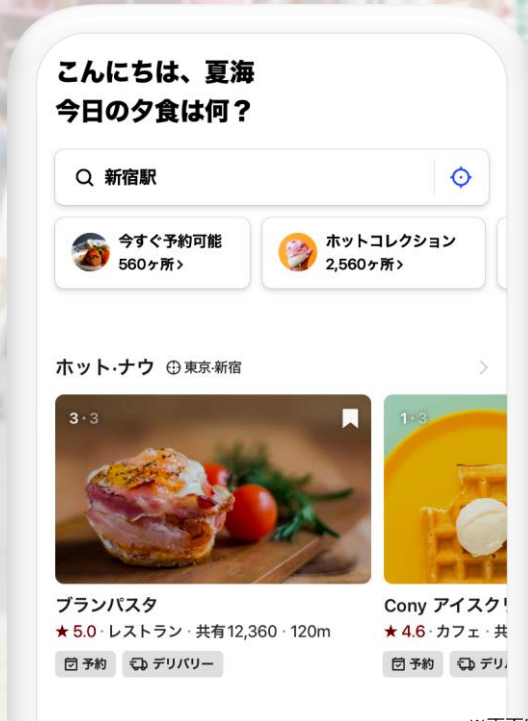 こんにちは、夏海
今日の夕食は何？
新宿駅
今すぐ予約可能
560ヶ所›
ホットコレクション
2,560ヶ所›
ホット·ナウ 東京·新宿
3·3
1·3
ブランパスタ
★5.0·レストラン·共有12,360·120m
予約 デリバリー
Cony アイスク
★4.6·カフェ·共
予約 デリ